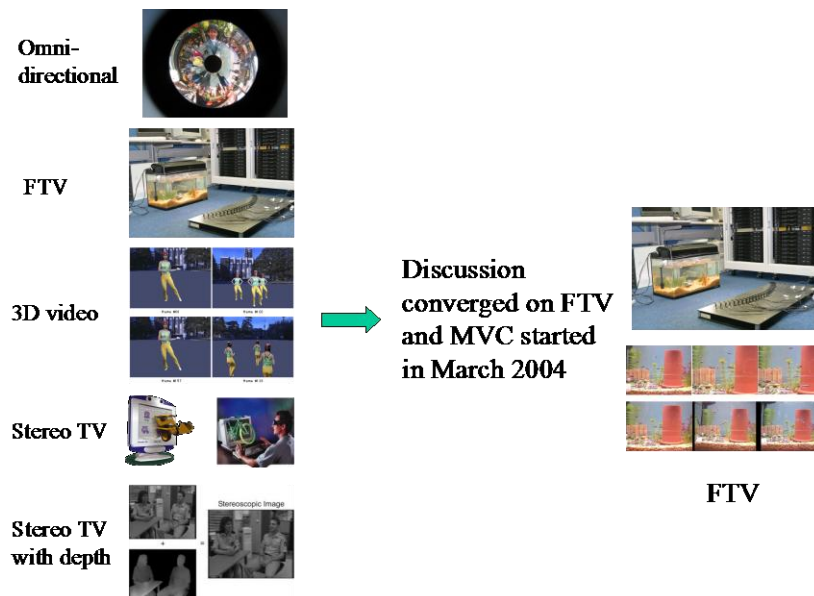 Omni-
directional
FTV
3D video
Stereo TV
Stereoscopic Image
+
=
Stereo TV
with depth
Discussion
converged on FTV
and MVC started
in March 2004
FTV